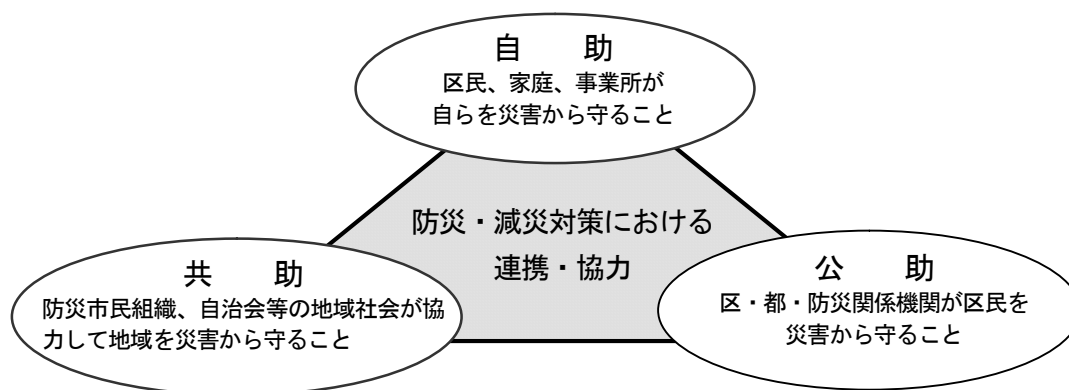 自　助
区民、家庭、事業所が
自らを災害から守ること
防災・減災対策における
連携・協力
共　助
防災市民組織、自治会等の地域社会が協
力して地域を災害から守ること
公　助
区・都・防災関係機関が区民を
災害から守ること